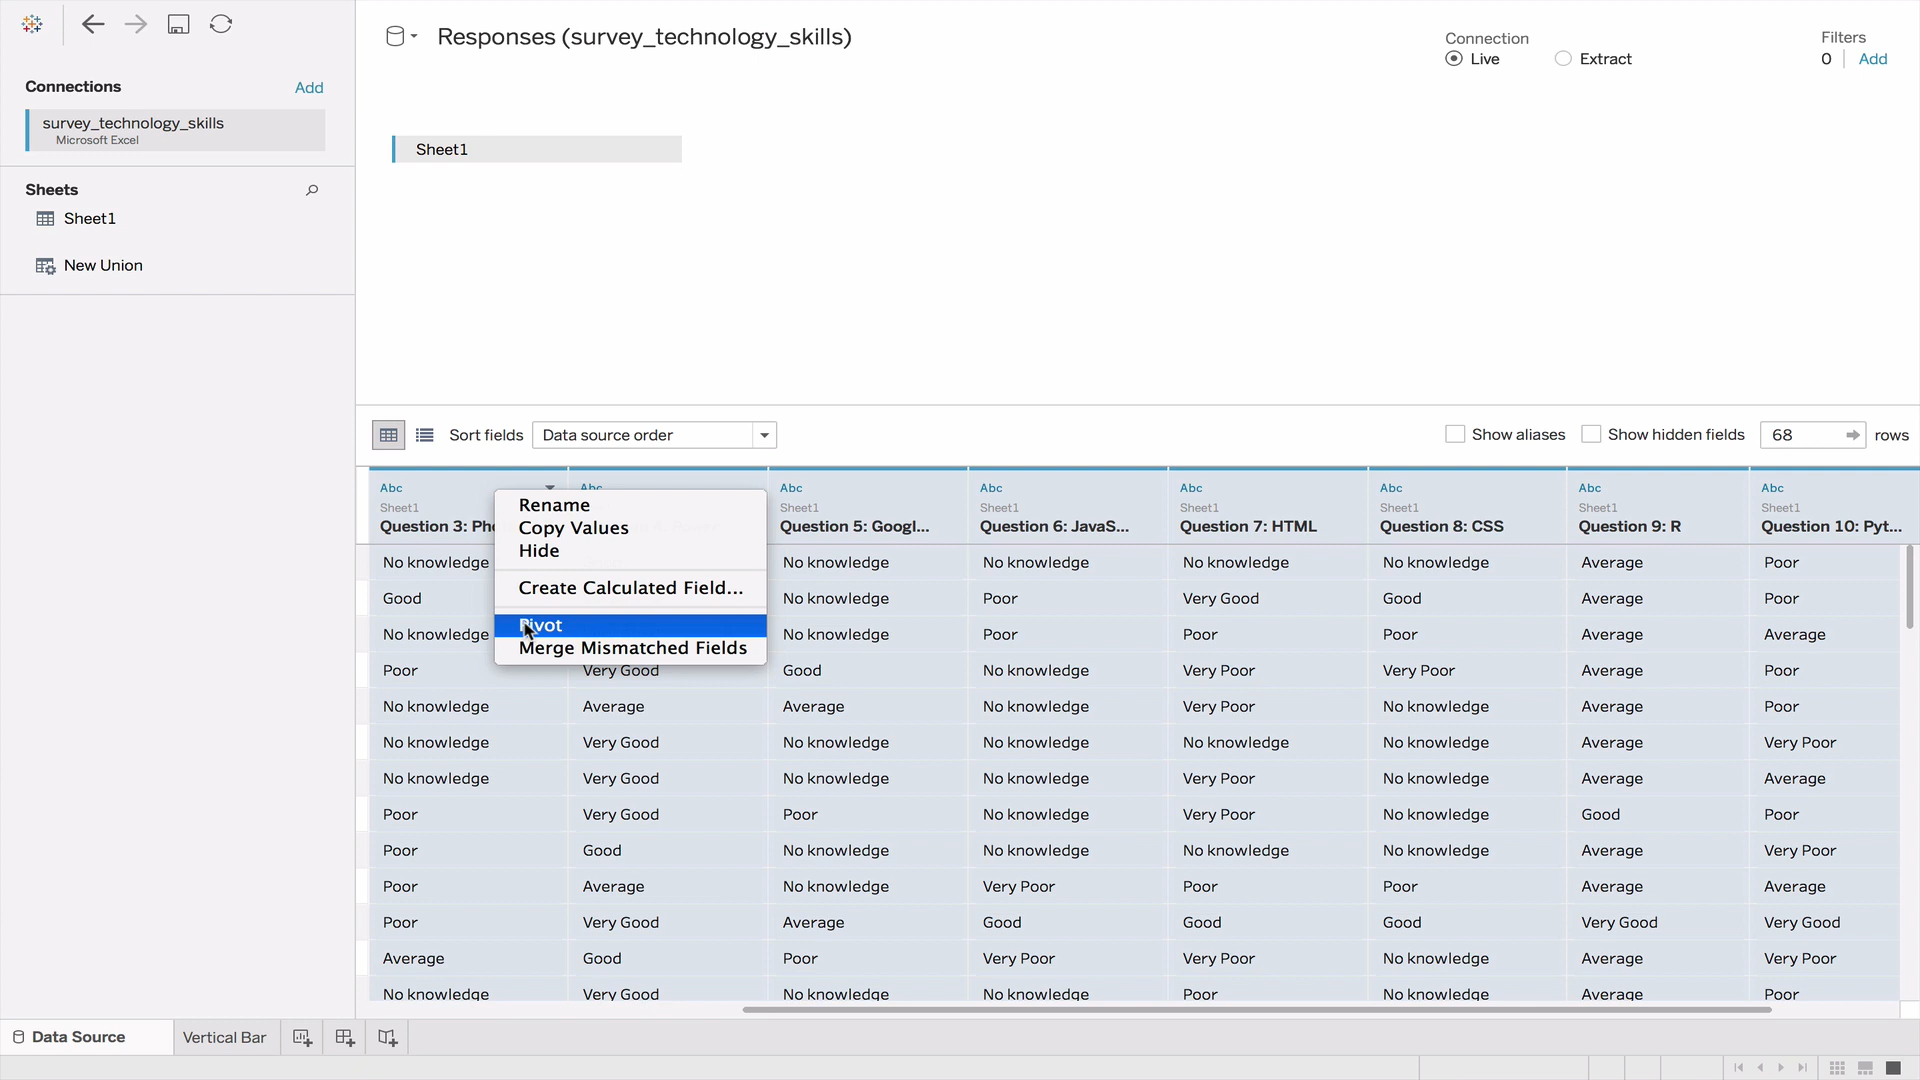 Responses (survey_technology_skills)
Connection
Live
Extract
Filters
0
Add
Connections
Add
survey_technology_skills
Microsoft Excel
Sheet1
Sheets
Sheet1
New Union
Sort fields
Data source order
Show aliases
Show hidden fields
68
rows
Abc Abc Abc Abc Abc Abc Abc Abc
Sheet1 Sheet1 Sheet1 Sheet1 Sheet1 Sheet1 Sheet1
Question 3: Pho Question 5: Googl... Question 6: JavaS... Question 7: HTML Question 8: CSS Question 9: R Question 10: Pyt...
Rename
Copy Values
Hide
Create Calculated Field...
Pivot
Merge Mismatched Fields
No knowledge No knowledge No knowledge No knowledge No knowledge Average Poor
Good No knowledge Poor Very Good Good Average Poor
No knowledge No knowledge Poor Poor Poor Average Average
Poor Very Good Good No knowledge Very Poor Very Poor Average Poor
No knowledge Average Average No knowledge Very Poor No knowledge Average Poor
No knowledge Very Good No knowledge No knowledge No knowledge No knowledge Average Very Poor
No knowledge Very Good No knowledge No knowledge Very Poor No knowledge Average Average
Poor Very Good Poor No knowledge Very Poor No knowledge Good Poor
Poor Good No knowledge No knowledge No knowledge No knowledge Average Very Poor
Poor Average No knowledge Very Poor Poor Poor Average Average
Poor Very Good Average Good Good Good Very Good Very Good
Average Good Poor Very Poor Very Poor No knowledge Average Very Poor
No knowledge Very Good No knowledge No knowledge Poor No knowledge Average Poor
Data Source
Vertical Bar